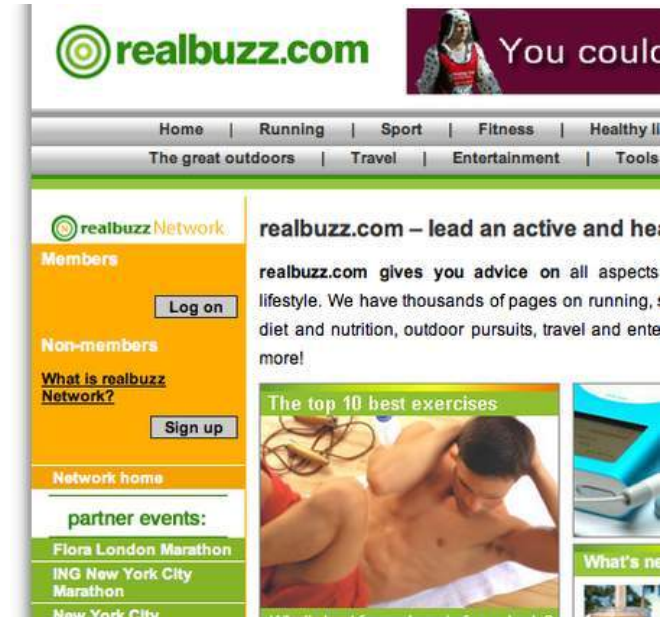 realbuzz.com
You could
Home | Running | Sport | Fitness | Healthy li
The great outdoors | Travel | Entertainment | Tools
realbuzz Network
Members
Log on
Non-members
What is realbuzz
Network?
Sign up
Network home
partner events:
Flora London Marathon
ING New York City
Marathon
New York City
realbuzz.com – lead an active and hea
realbuzz.com gives you advice on all aspects
lifestyle. We have thousands of pages on running, s
diet and nutrition, outdoor pursuits, travel and ente
more!
The top 10 best exercises
What's ne